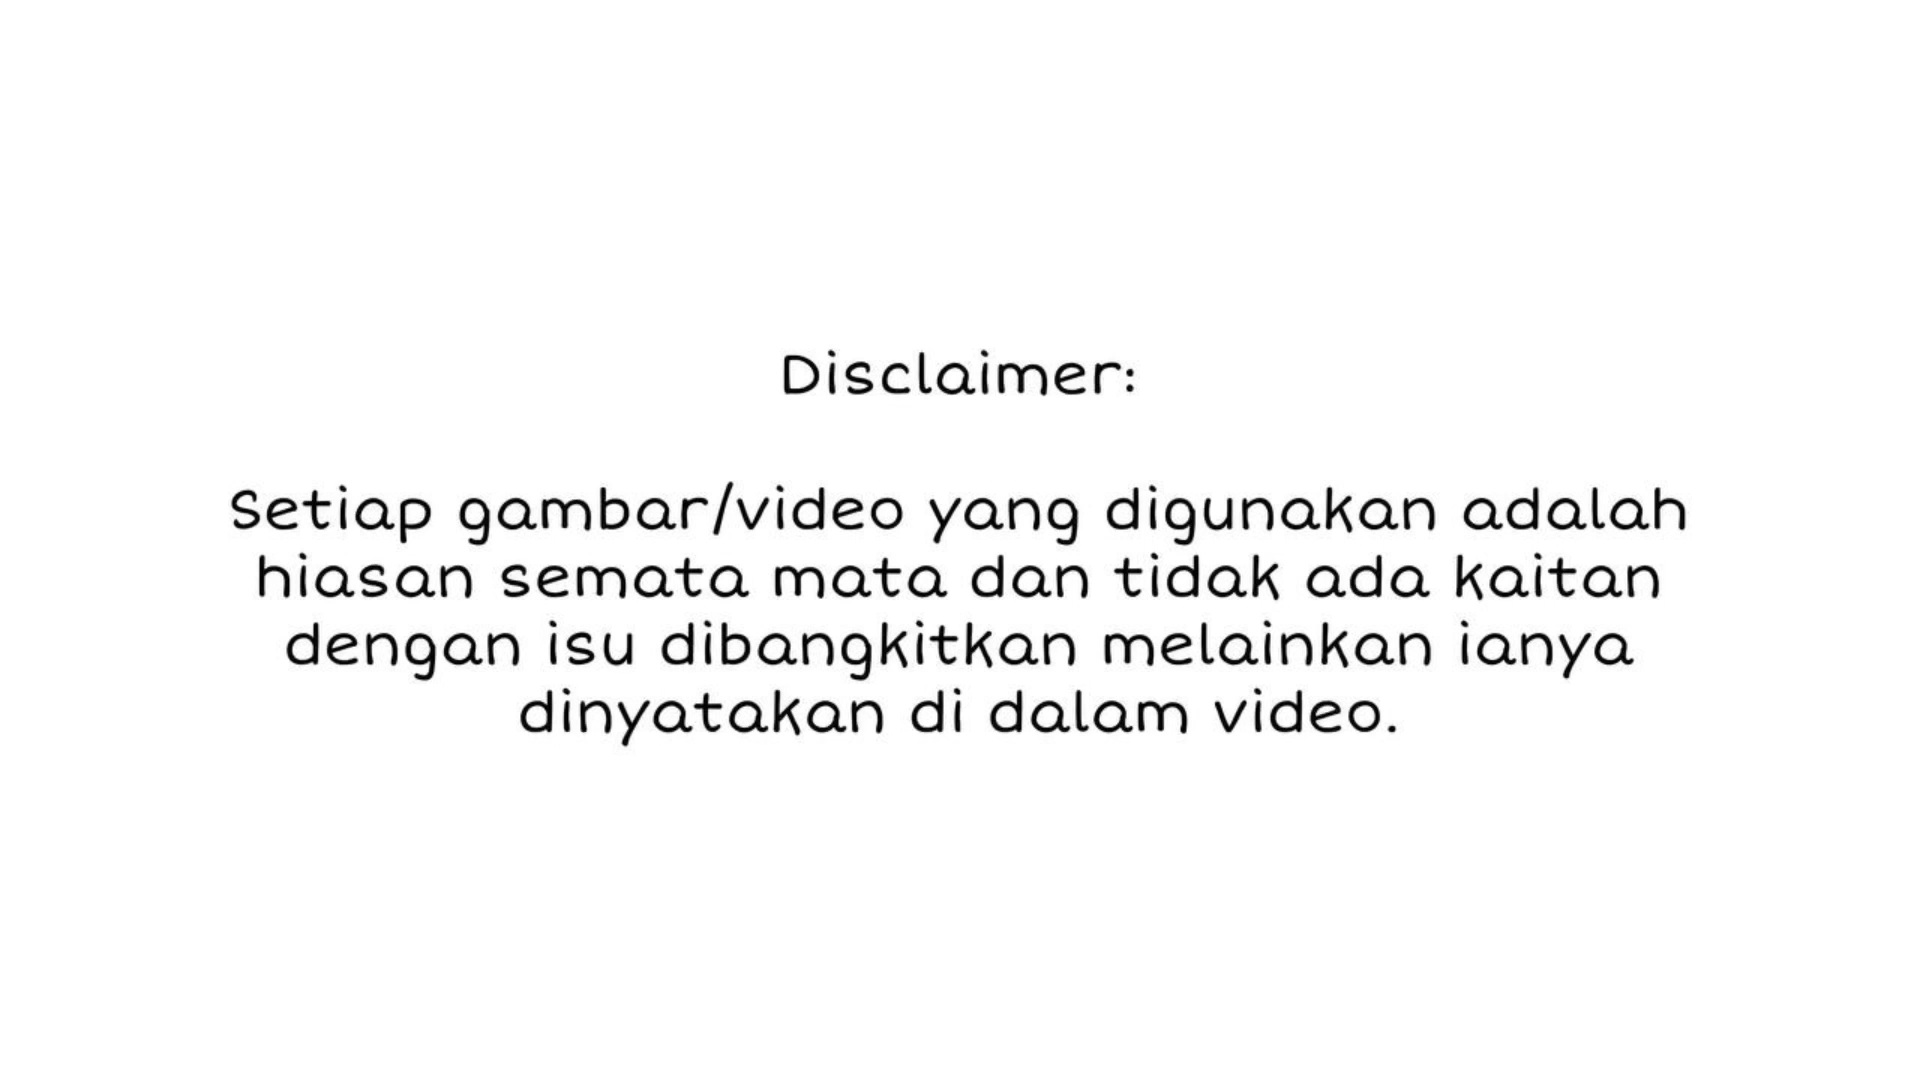 Disclaimer:
Setiap gambar/video yang digunakan adalah
hiasan semata mata dan tidak ada kaitan
dengan isu dibangkitkan melainkan ianya
dinyatakan di dalam video.